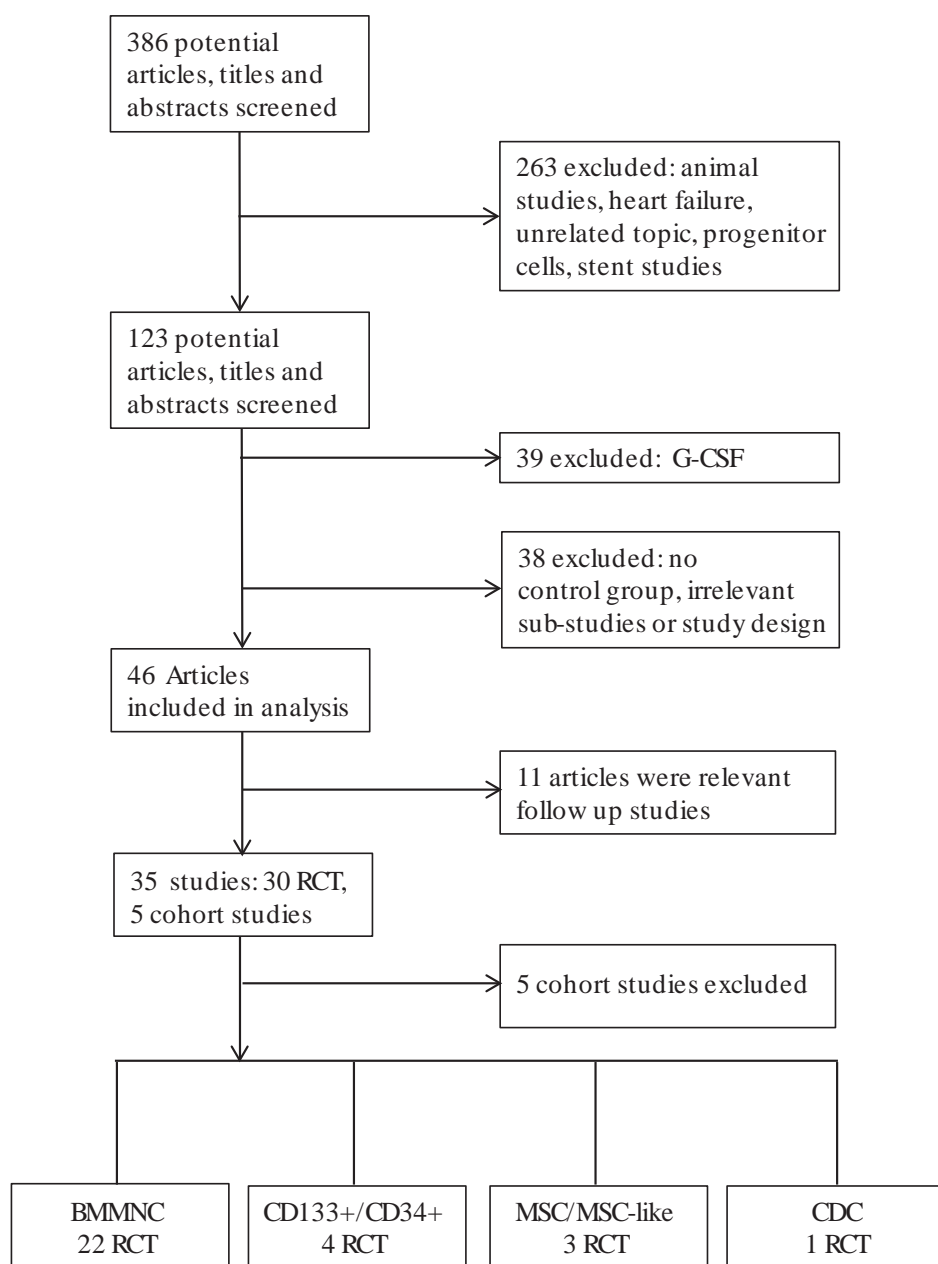 386 potential
articles, titles and
abstracts screened
263 excluded: animal
studies, heart failure,
unrelated topic, progenitor
cells, stent studies
123 potential
articles, titles and
abstracts screened
39 excluded: G-CSF
38 excluded: no
control group, irrelevant
sub-studies or study design
46 Articles
included in analysis
11 articles were relevant
follow up studies
35 studies: 30 RCT,
5 cohort studies
5 cohort studies excluded
BMMNC
22 RCT
CD133+/CD34+
4 RCT
MSC/MSC-like
3 RCT
CDC
1 RCT